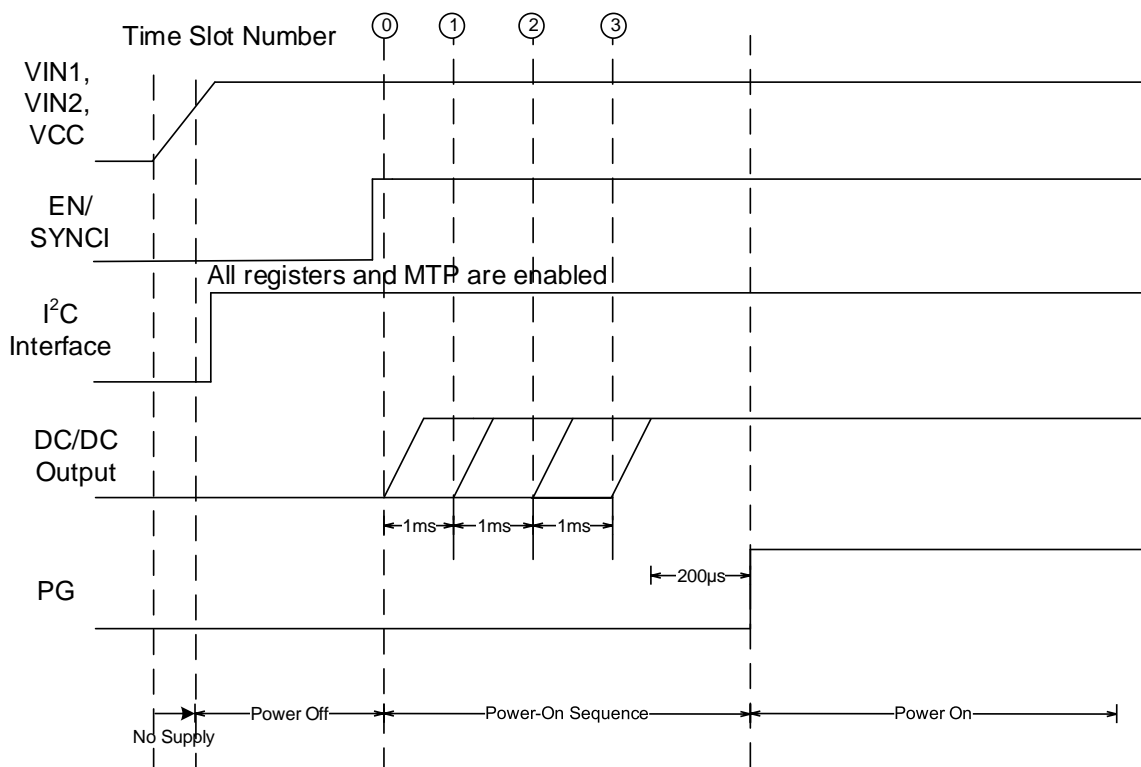 Time Slot Number
0
1
2
3
VIN1,
VIN2,
VCC
EN/
SYNCI
All registers and MTP are enabled
I²C
Interface
DC/DC
Output
1ms
1ms
1ms
PG
200µs
No Supply
Power Off
Power-On Sequence
Power On